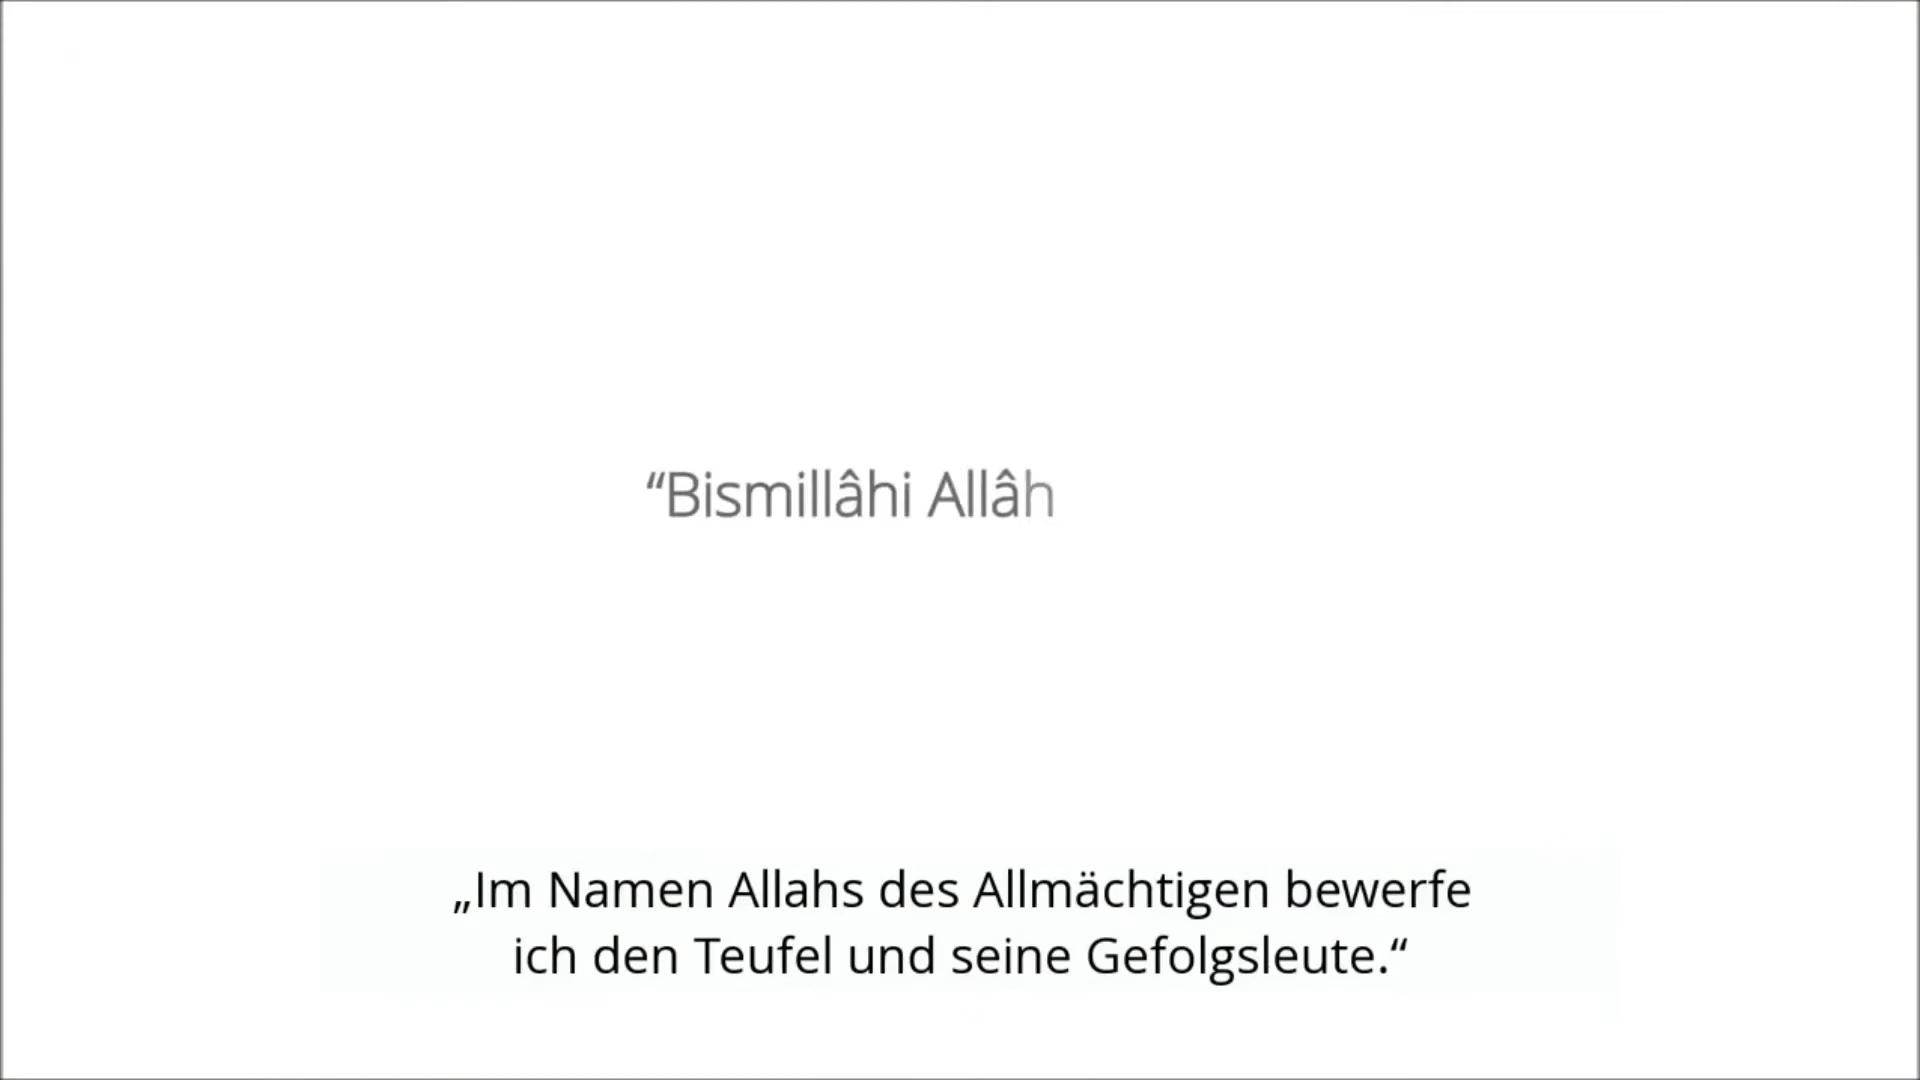 “Bismillâhi Allâh
„Im Namen Allahs des Allmächtigen bewerfe
ich den Teufel und seine Gefolgsleute.“